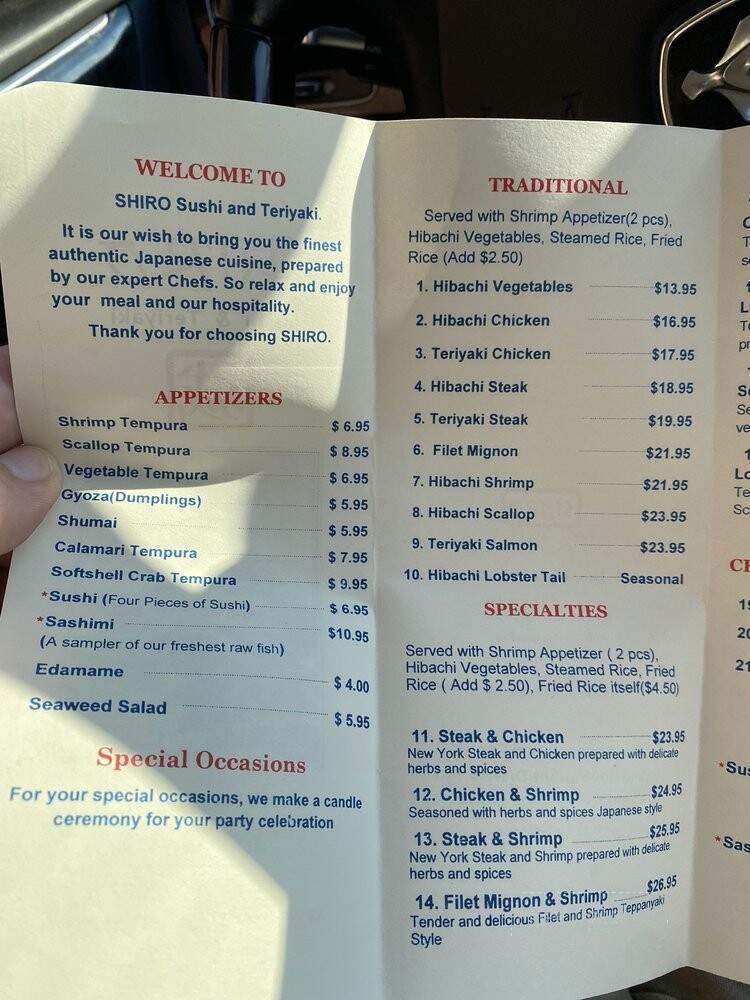 WELCOME TO
SHIRO Sushi and Teriyaki.
It is our wish to bring you the finest
authentic Japanese cuisine, prepared
by our expert Chefs. So relax and enjoy
your meal and our hospitality.
Thank you for choosing SHIRO.
APPETIZERS
Shrimp Tempura $ 6.95
Scallop Tempura $ 8.95
Vegetable Tempura $ 6.95
Gyoza(Dumplings) $ 5.95
Shumai $ 5.95
Calamari Tempura $ 7.95
Softshell Crab Tempura $ 9.95
*Sushi (Four Pieces of Sushi) $ 6.95
*Sashimi $10.95
(A sampler of our freshest raw fish)
Edamame $ 4.00
Seaweed Salad $ 5.95
Special Occasions
For your special occasions, we make a candle
ceremony for your party celebration
TRADITIONAL
Served with Shrimp Appetizer(2 pcs),
Hibachi Vegetables, Steamed Rice, Fried
Rice (Add $2.50)
1. Hibachi Vegetables $13.95
2. Hibachi Chicken $16.95
3. Teriyaki Chicken $17.95
4. Hibachi Steak $18.95
5. Teriyaki Steak $19.95
6. Filet Mignon $21.95
7. Hibachi Shrimp $21.95
8. Hibachi Scallop $23.95
9. Teriyaki Salmon $23.95
10. Hibachi Lobster Tail Seasonal
SPECIALTIES
Served with Shrimp Appetizer ( 2 pcs),
Hibachi Vegetables, Steamed Rice, Fried
Rice ( Add $ 2.50), Fried Rice itself($4.50)
11. Steak & Chicken $23.95
New York Steak and Chicken prepared with delicate
herbs and spices
12. Chicken & Shrimp $24.95
Seasoned with herbs and spices Japanese style
13. Steak & Shrimp $25.95
New York Steak and Shrimp prepared with delicate
herbs and spices
14. Filet Mignon & Shrimp $26.95
Tender and delicious Filet and Shrimp Teppanyaki
Style